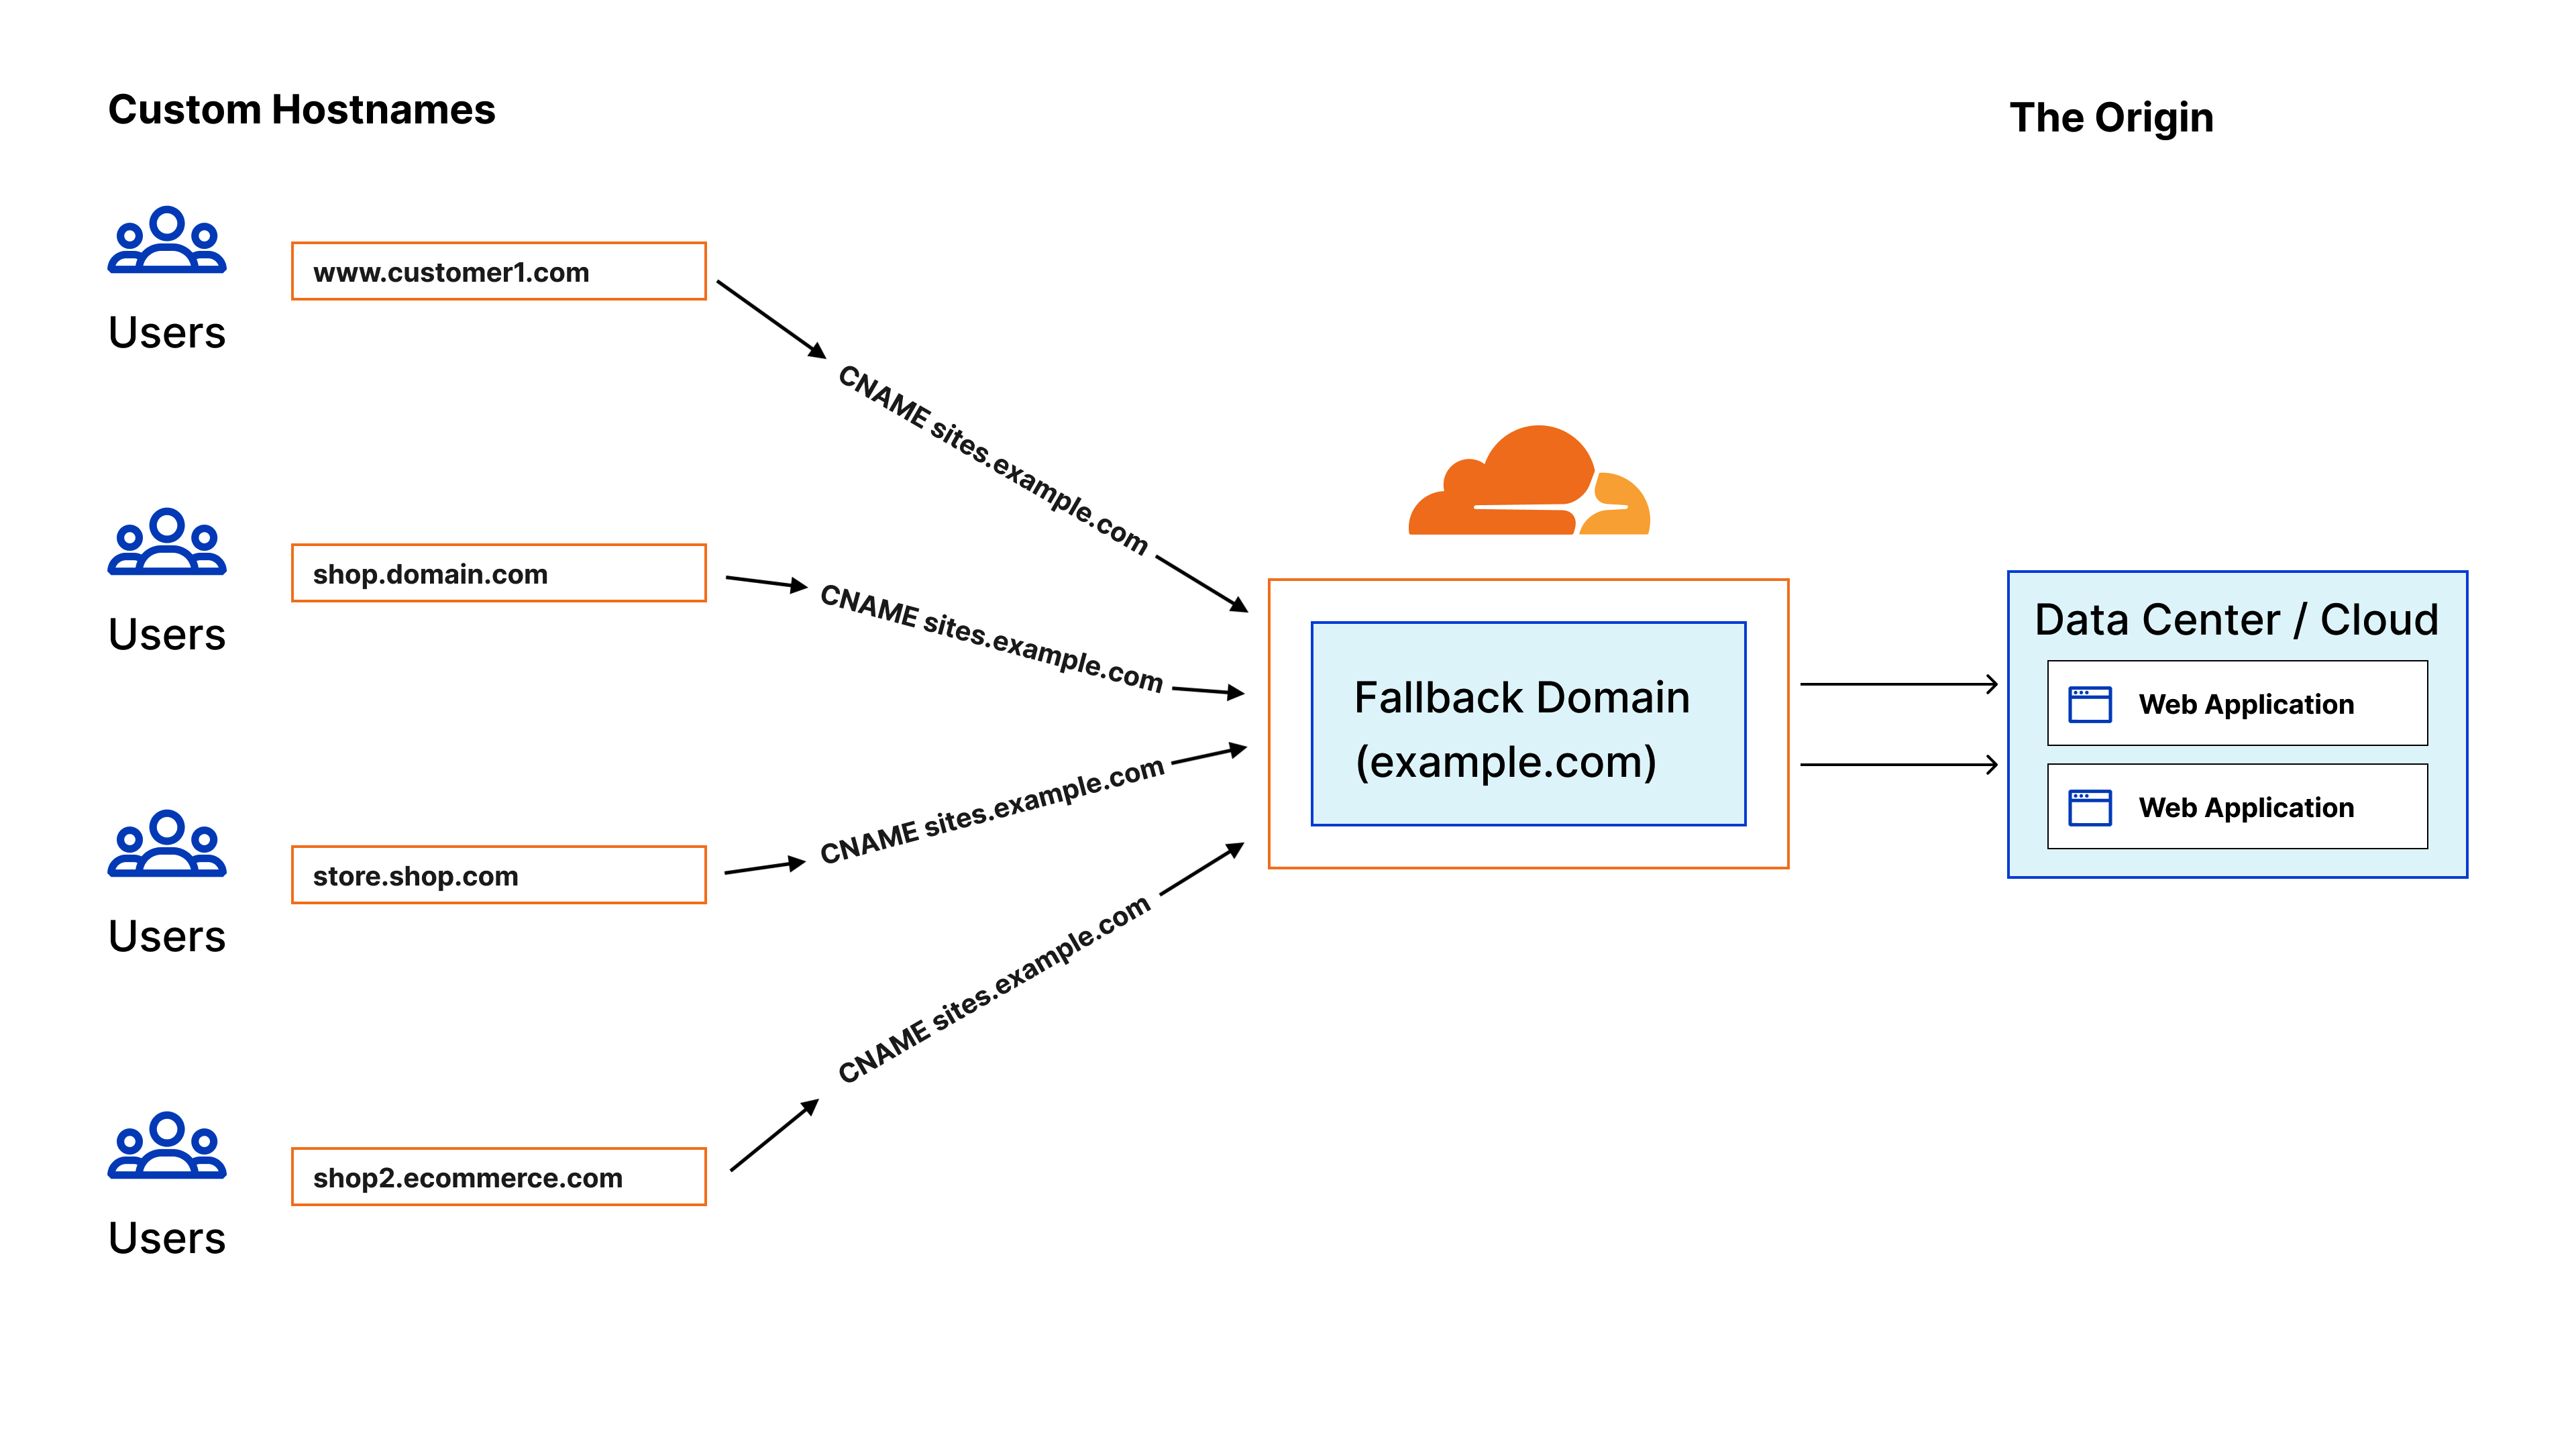 Custom Hostnames
The Origin
www.customer1.com
Users
CNAME sites.example.com
shop.domain.com
Users
CNAME sites.example.com
Fallback Domain
(example.com)
Data Center / Cloud
Web Application
Web Application
store.shop.com
Users
CNAME sites.example.com
shop2.ecommerce.com
Users
CNAME sites.example.com